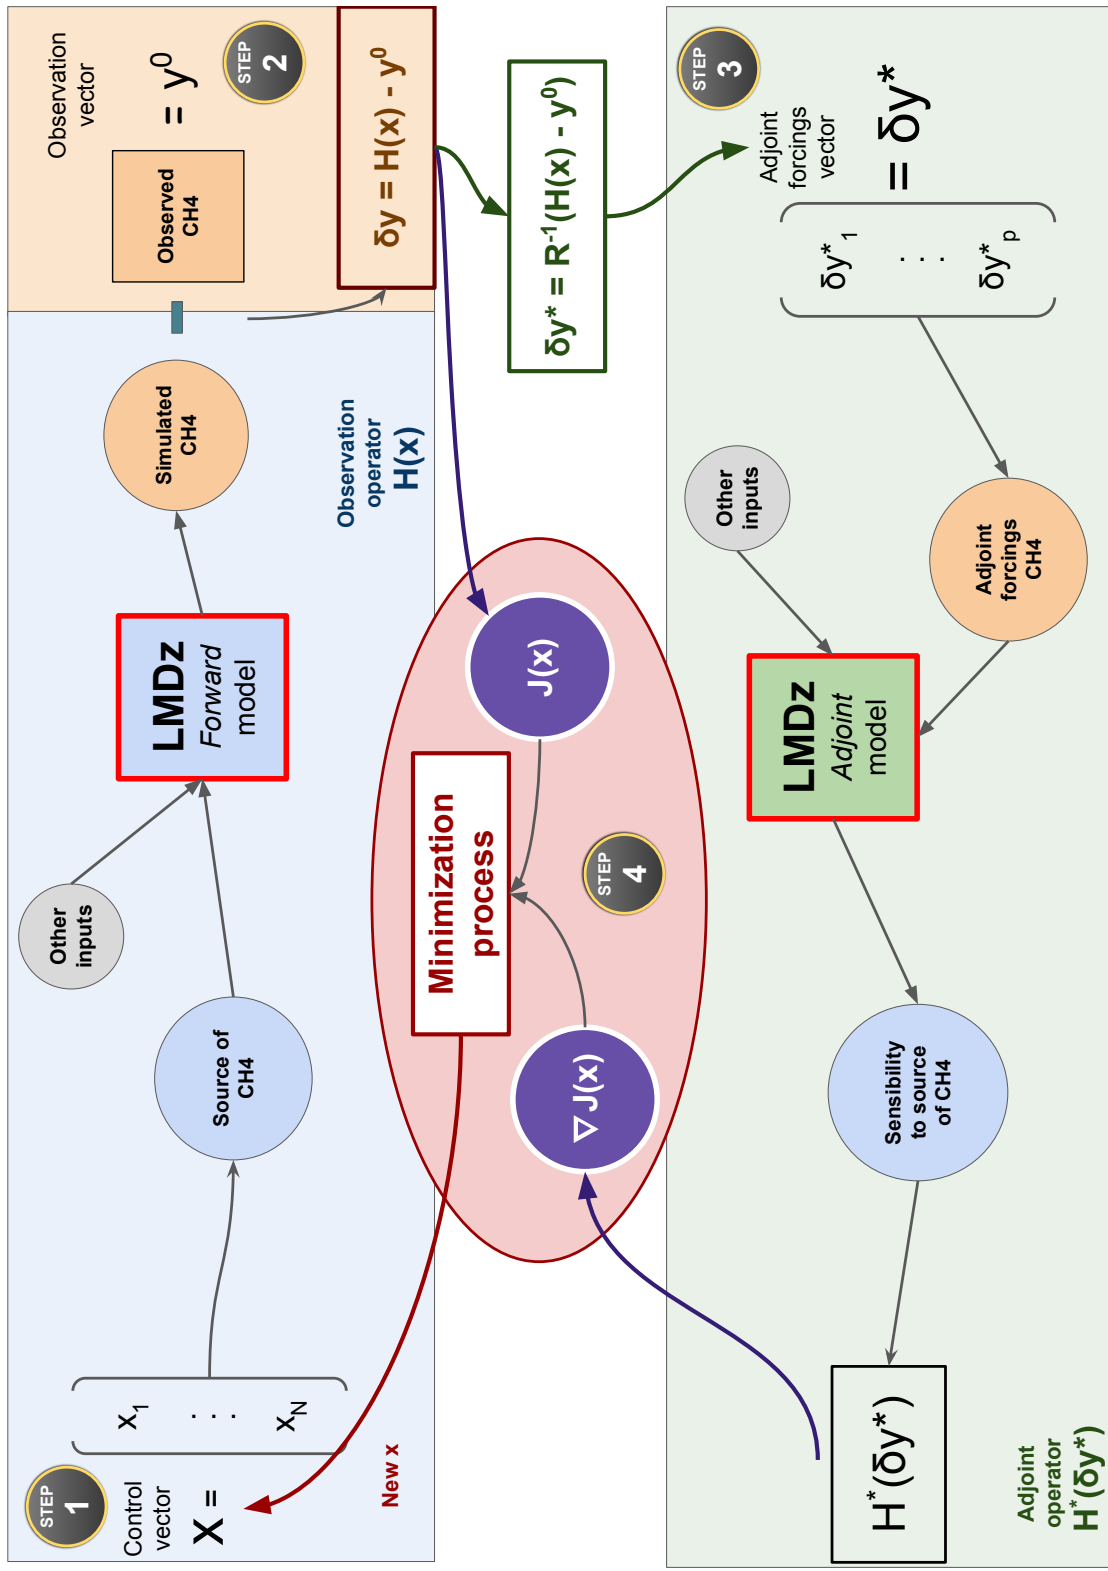 STEP
1
Control
vector
X =
x1
. . .
xN
Source of
CH4
Other
inputs
LMDz
Forward
model
Simulated
CH4
Observation
operator
H(x)
STEP
2
Observation
vector
Observed
CH4
= y⁰
δy = H(x) - y⁰
δy* = R⁻¹(H(x) - y⁰)
STEP
3
Adjoint
forcings
vector
= δy*
δy*1
. . .
δy*p
Adjoint
forcings
CH4
Other
inputs
LMDz
Adjoint
model
Sensibility
to source
of CH4
H*(δy*)
Adjoint
operator
H*(δy*)
STEP
4
J(x)
∇J(x)
Minimization
process
New x